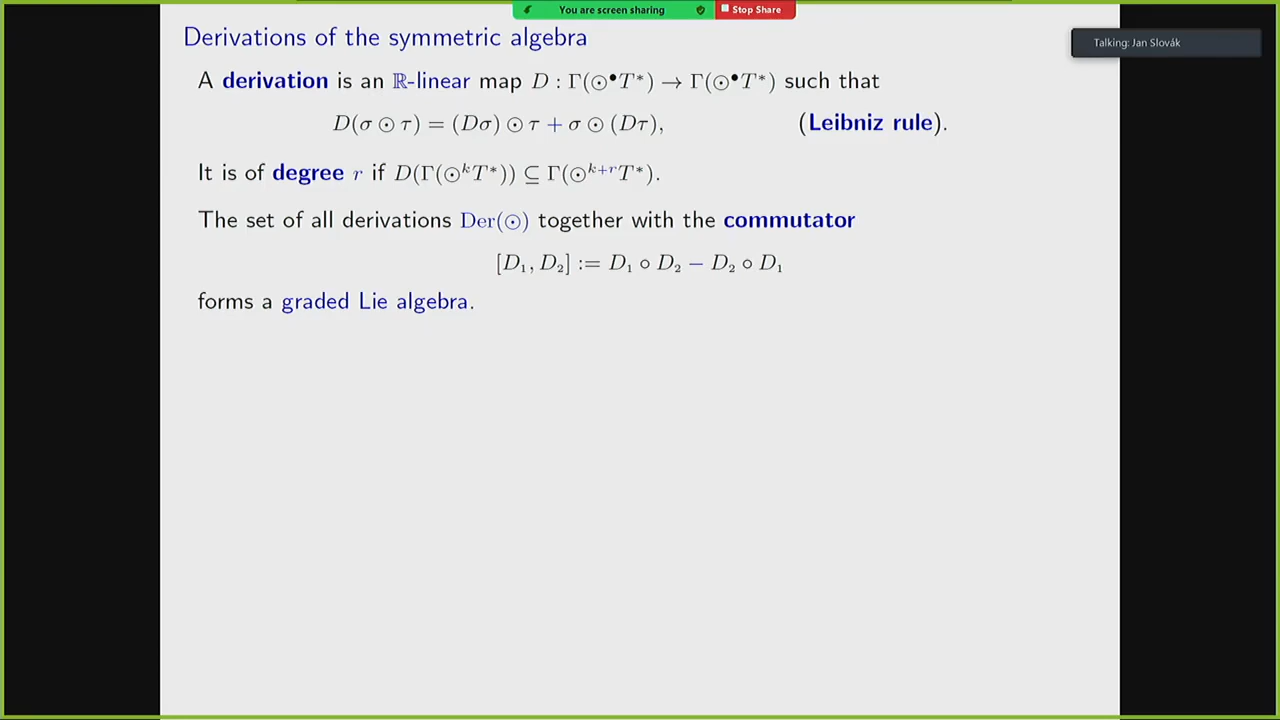 You are screen sharing
Stop Share
Talking: Jan Slovák
Derivations of the symmetric algebra
A derivation is an ℝ-linear map D : Γ(⊙•T*) → Γ(⊙•T*) such that
D(σ ⊙ τ) = (Dσ) ⊙ τ + σ ⊙ (Dτ), (Leibniz rule).
It is of degree r if D(Γ(⊙ᵏT*)) ⊆ Γ(⊙ᵏ⁺ʳT*).
The set of all derivations Der(⊙) together with the commutator
[D₁, D₂] := D₁ ∘ D₂ − D₂ ∘ D₁
forms a graded Lie algebra.